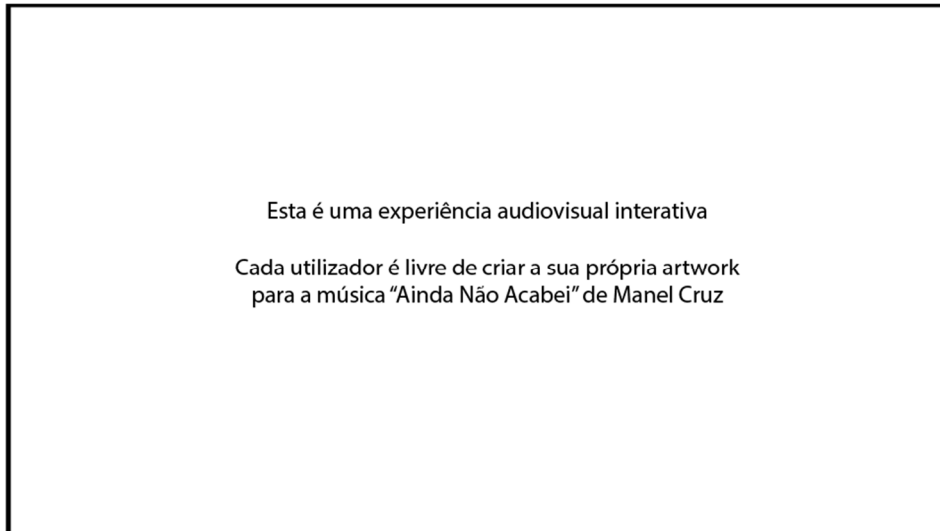 Esta é uma experiência audiovisual interativa
Cada utilizador é livre de criar a sua própria artwork
para a música “Ainda Não Acabei” de Manel Cruz